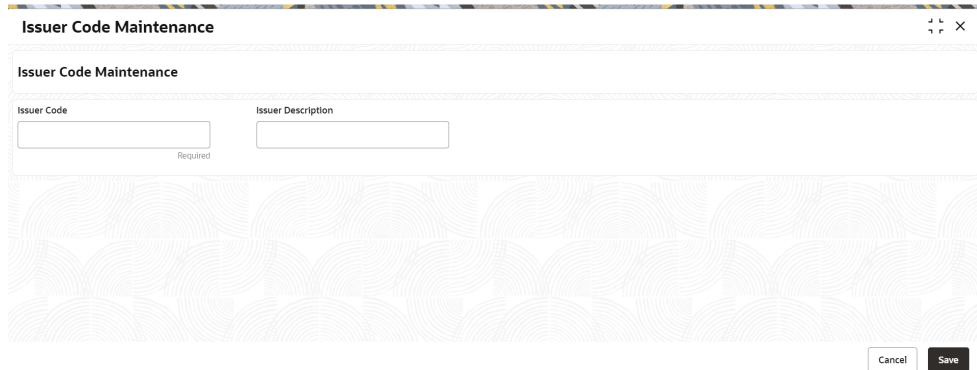 Issuer Code Maintenance
Issuer Code Maintenance
Issuer Code Issuer Description
Required
Cancel Save